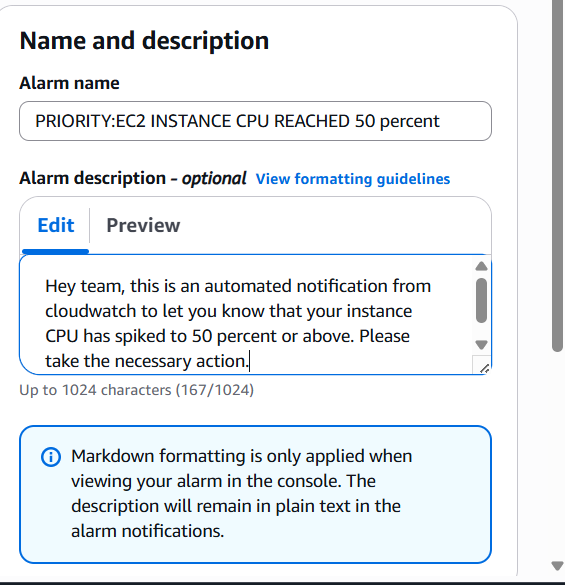 Name and description
Alarm name
PRIORITY:EC2 INSTANCE CPU REACHED 50 percent
Alarm description - optional View formatting guidelines
Edit Preview
Hey team, this is an automated notification from
cloudwatch to let you know that your instance
CPU has spiked to 50 percent or above. Please
take the necessary action.
Up to 1024 characters (167/1024)
Markdown formatting is only applied when
viewing your alarm in the console. The
description will remain in plain text in the
alarm notifications.